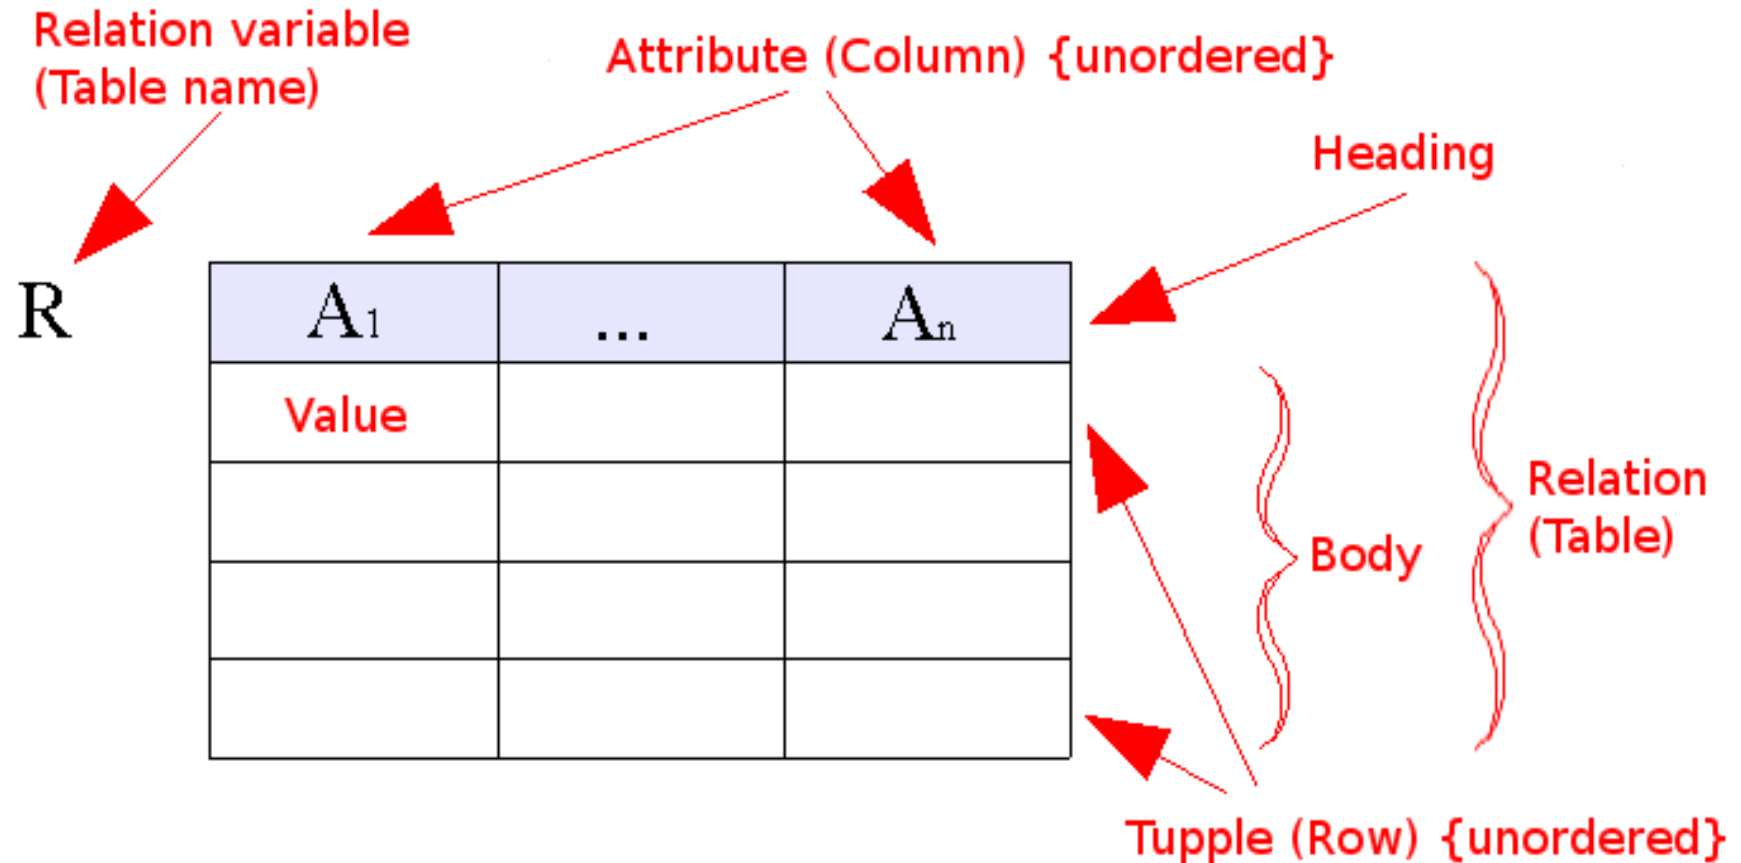 Relation variable
(Table name)
Attribute (Column) {unordered}
Heading
R
A1 ... An
Value
Relation
(Table)
Body
Tupple (Row) {unordered}